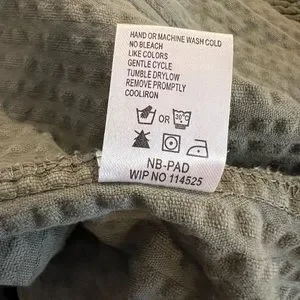 HAND OR MACHINE WASH COLD
NO BLEACH
LIKE COLORS
GENTLE CYCLE
TUMBLE DRYLOW
REMOVE PROMPTLY
COOLIRON
OR 30°C
NB-PAD
WIP NO 114525